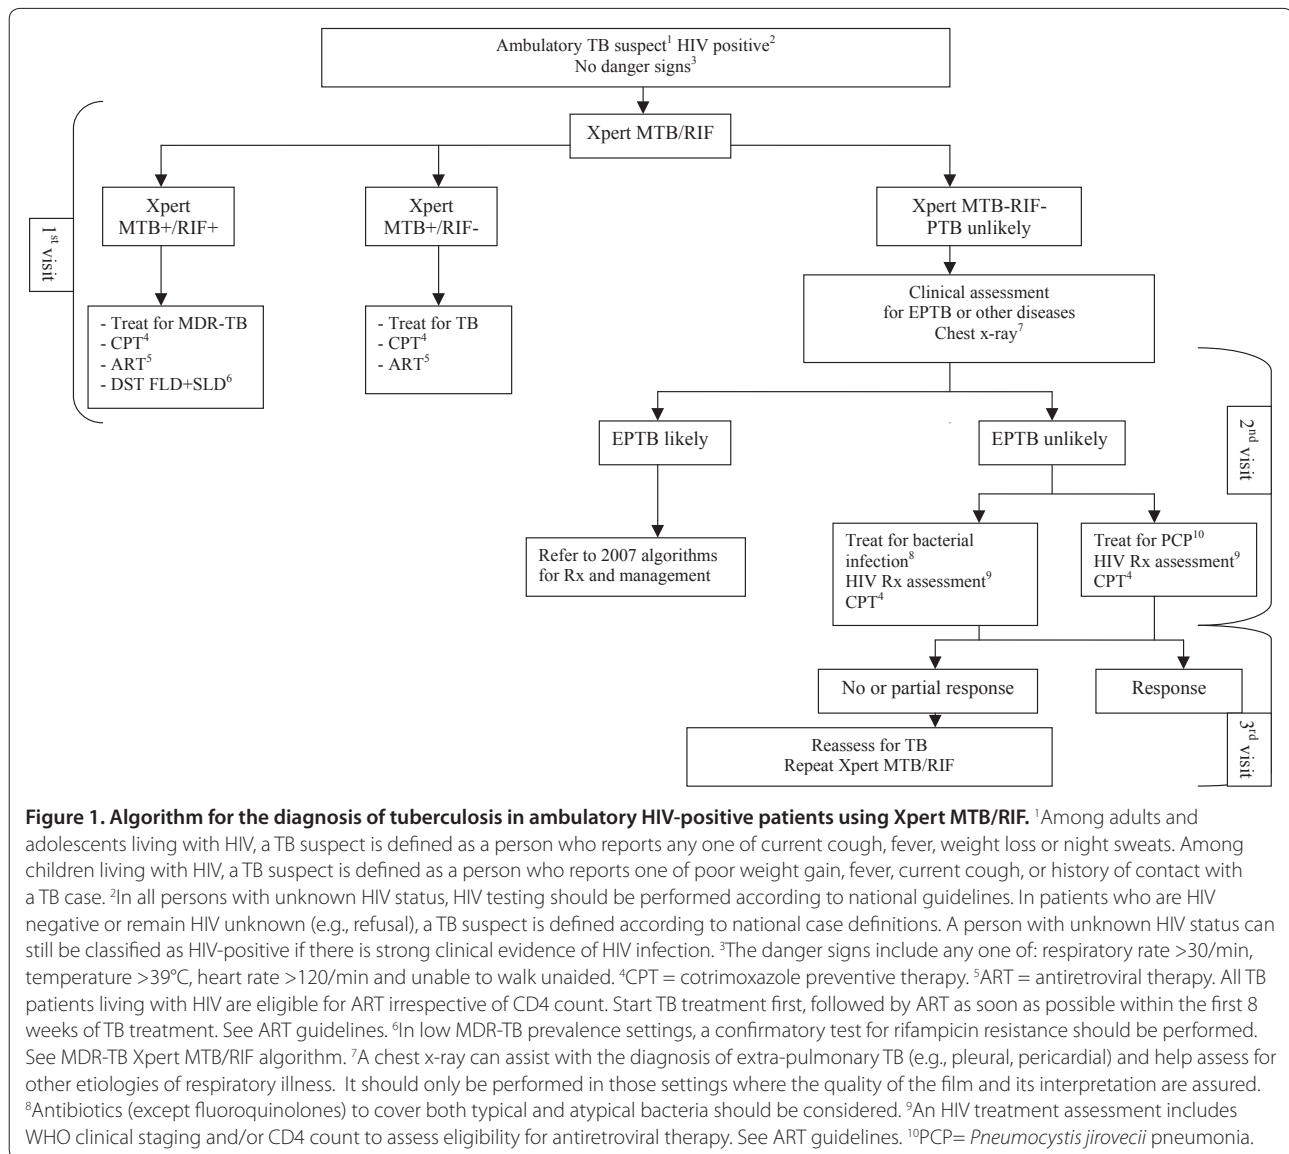 Ambulatory TB suspect¹ HIV positive²
No danger signs³
Xpert MTB/RIF
1st visit
Xpert
MTB+/RIF+
Xpert
MTB+/RIF-
Xpert MTB-RIF-
PTB unlikely
- Treat for MDR-TB
- CPT⁴
- ART⁵
- DST FLD+SLD⁶
- Treat for TB
- CPT⁴
- ART⁵
Clinical assessment
for EPTB or other diseases
Chest x-ray⁷
2nd visit
EPTB likely
EPTB unlikely
Refer to 2007 algorithms
for Rx and management
Treat for bacterial
infection⁸
HIV Rx assessment⁹
CPT⁴
Treat for PCP¹⁰
HIV Rx assessment⁹
CPT⁴
No or partial response
Response
3rd visit
Reassess for TB
Repeat Xpert MTB/RIF
Figure 1. Algorithm for the diagnosis of tuberculosis in ambulatory HIV-positive patients using Xpert MTB/RIF. ¹Among adults and
adolescents living with HIV, a TB suspect is defined as a person who reports any one of current cough, fever, weight loss or night sweats. Among
children living with HIV, a TB suspect is defined as a person who reports one of poor weight gain, fever, current cough, or history of contact with
a TB case. ²In all persons with unknown HIV status, HIV testing should be performed according to national guidelines. In patients who are HIV
negative or remain HIV unknown (e.g., refusal), a TB suspect is defined according to national case definitions. A person with unknown HIV status can
still be classified as HIV-positive if there is strong clinical evidence of HIV infection. ³The danger signs include any one of: respiratory rate >30/min,
temperature >39°C, heart rate >120/min and unable to walk unaided. ⁴CPT = cotrimoxazole preventive therapy. ⁵ART = antiretroviral therapy. All TB
patients living with HIV are eligible for ART irrespective of CD4 count. Start TB treatment first, followed by ART as soon as possible within the first 8
weeks of TB treatment. See ART guidelines. ⁶In low MDR-TB prevalence settings, a confirmatory test for rifampicin resistance should be performed.
See MDR-TB Xpert MTB/RIF algorithm. ⁷A chest x-ray can assist with the diagnosis of extra-pulmonary TB (e.g., pleural, pericardial) and help assess for
other etiologies of respiratory illness. It should only be performed in those settings where the quality of the film and its interpretation are assured.
⁸Antibiotics (except fluoroquinolones) to cover both typical and atypical bacteria should be considered. ⁹An HIV treatment assessment includes
WHO clinical staging and/or CD4 count to assess eligibility for antiretroviral therapy. See ART guidelines. ¹⁰PCP= Pneumocystis jirovecii pneumonia.